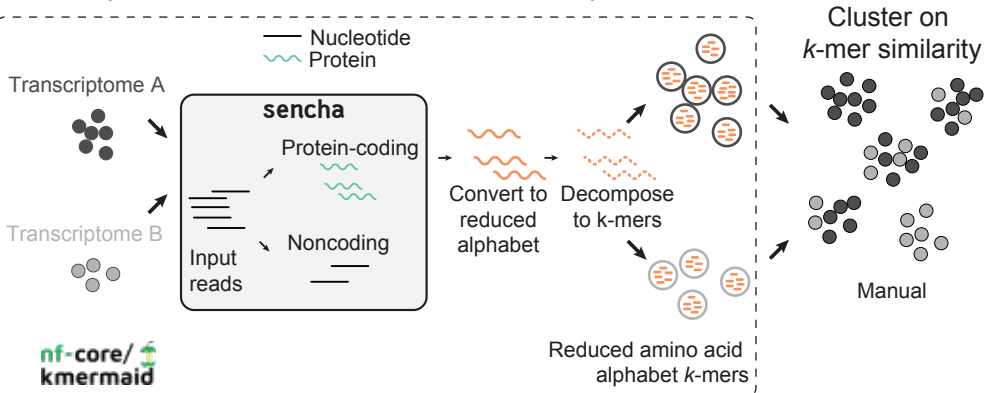 Nucleotide
Protein
Transcriptome A
Transcriptome B
sencha
Protein-coding
Noncoding
Input
reads
Convert to
reduced
alphabet
Decompose
to k-mers
Reduced amino acid
alphabet k-mers
Cluster on
k-mer similarity
Manual
nf-core/
kmermaid